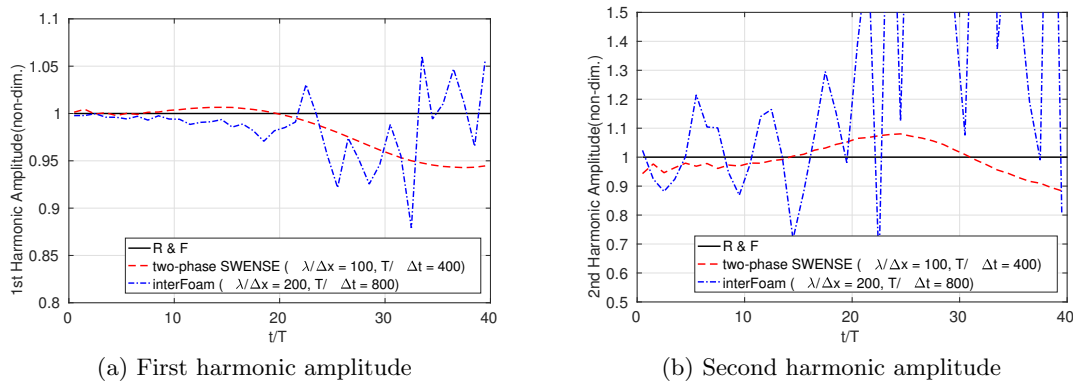 1.1
1.05
1
0.95
0.9
0.85
0.8
1st Harmonic Amplitude(non-dim.)
R & F
two-phase SWENSE ( λ/Δx = 100, T/ Δt = 400)
interFoam ( λ/Δx = 200, T/ Δt = 800)
0 10 20 30 40
t/T
(a) First harmonic amplitude
1.5
1.4
1.3
1.2
1.1
1
0.9
0.8
0.7
0.6
0.5
2nd Harmonic Amplitude(non-dim.)
R & F
two-phase SWENSE ( λ/Δx = 100, T/ Δt = 400)
interFoam ( λ/Δx = 200, T/ Δt = 800)
0 10 20 30 40
t/T
(b) Second harmonic amplitude